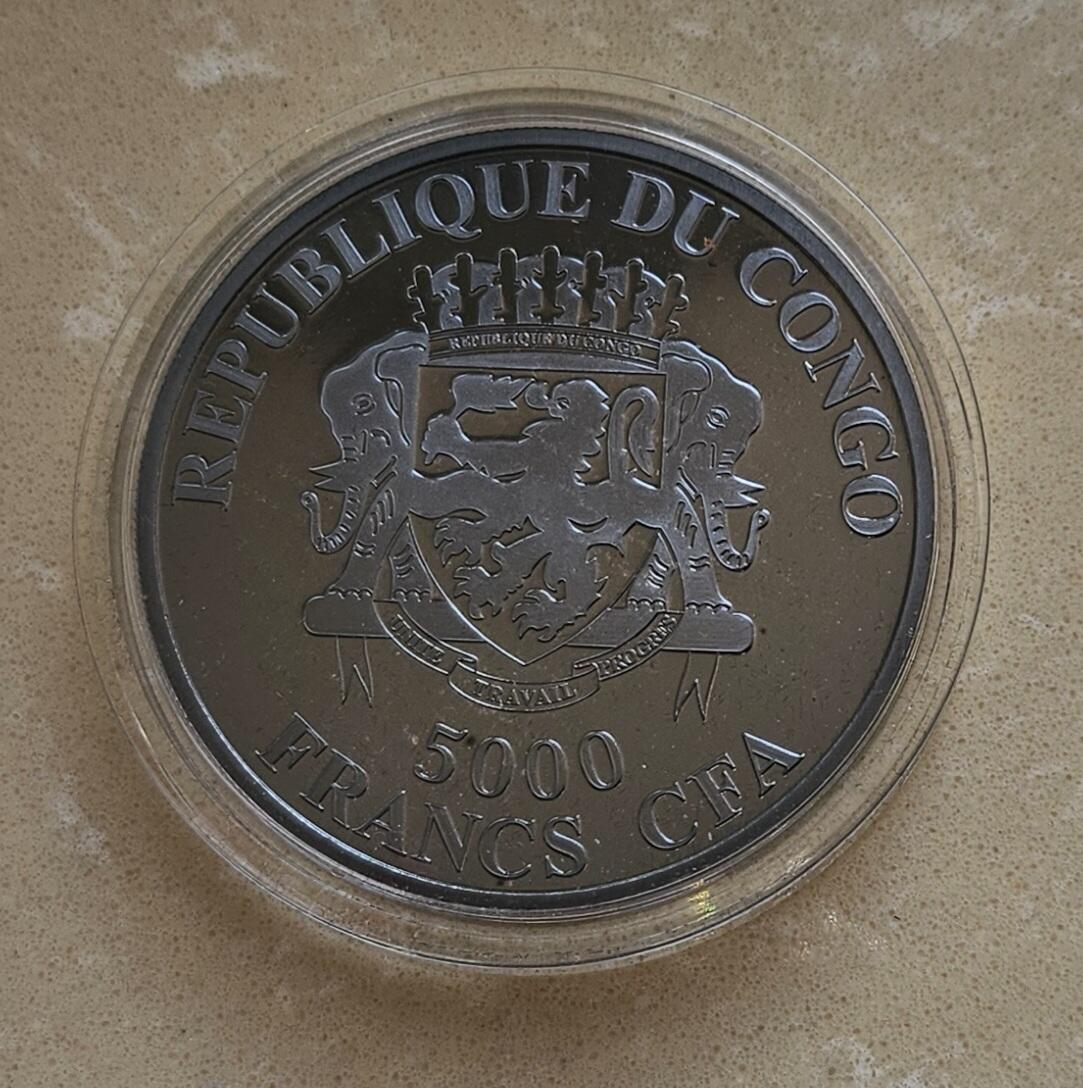 REPUBLIQUE DU CONGO
REPUBLIQUE DU CONGO
UNITE TRAVAIL PROGRES
5000
FRANCS CFA